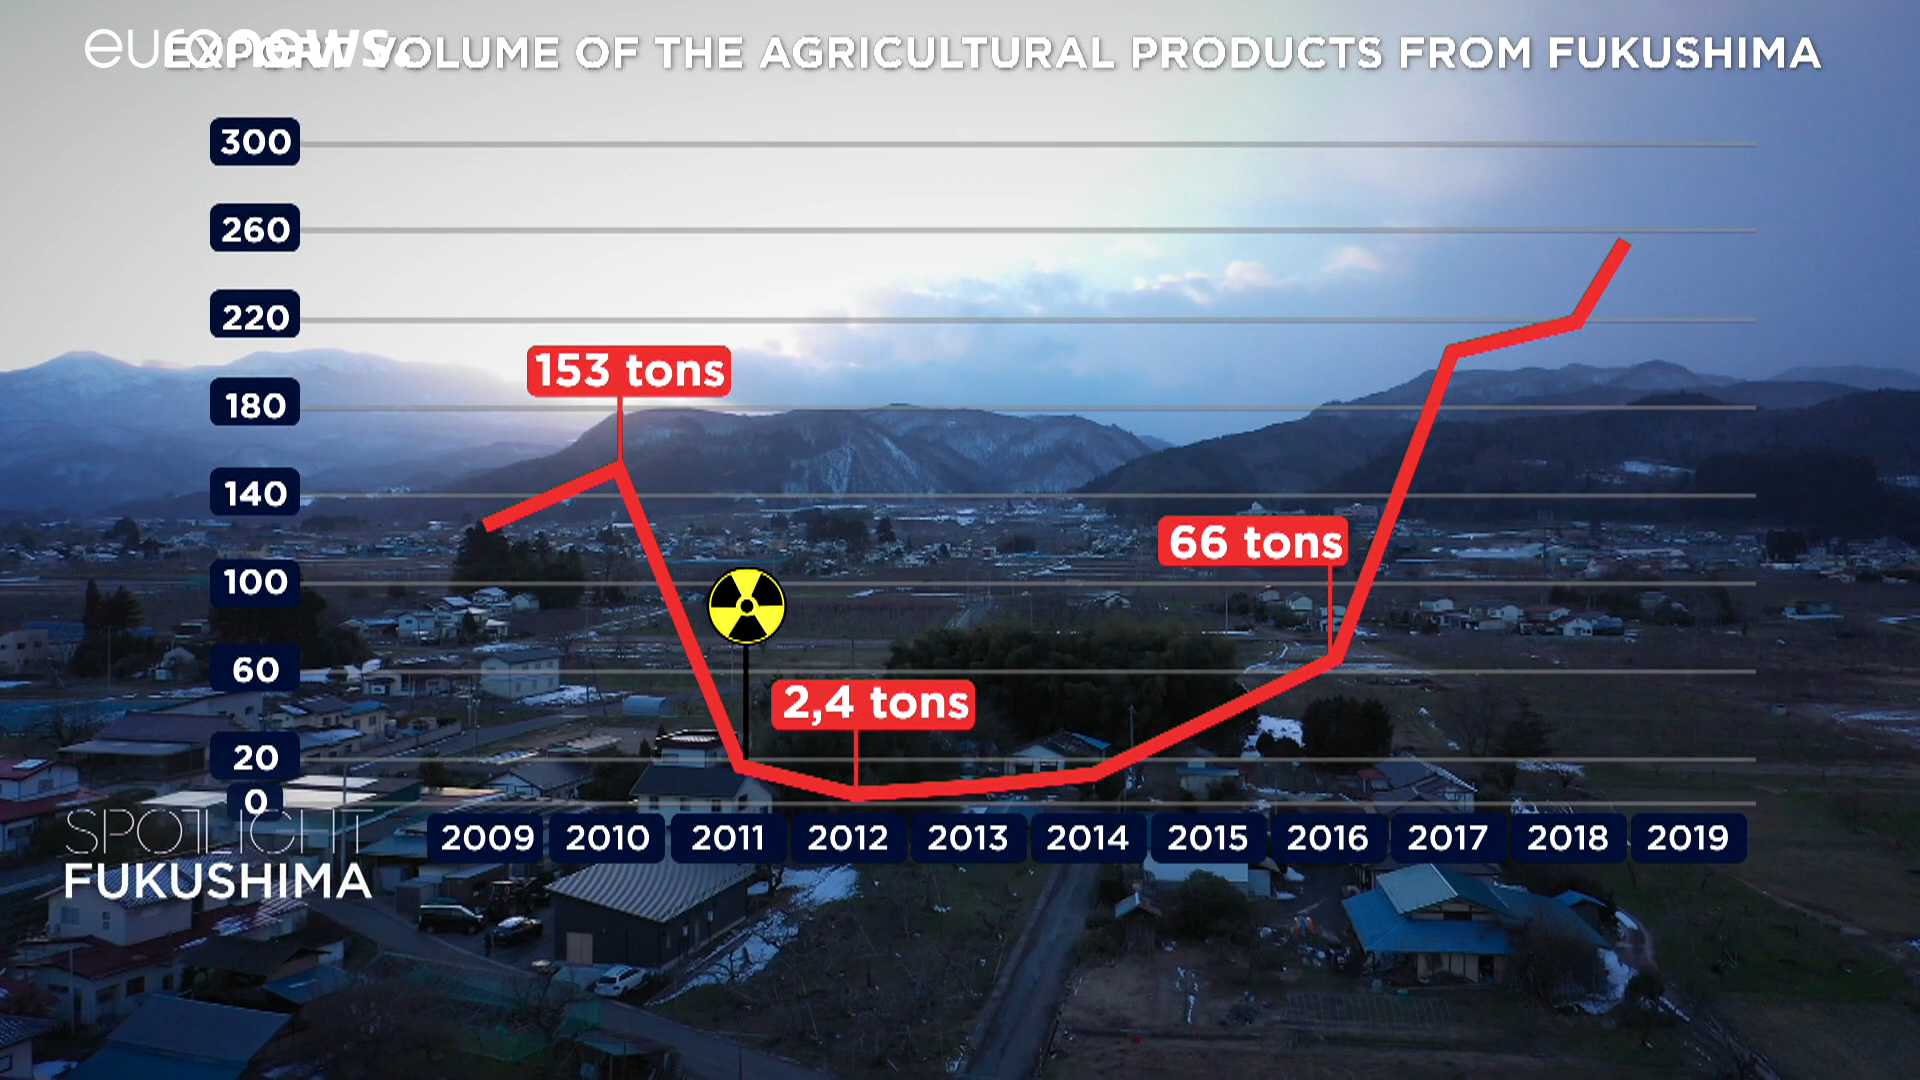 euronews.
EXPORT VOLUME OF THE AGRICULTURAL PRODUCTS FROM FUKUSHIMA
300
260
220
180
140
100
60
20
0
153 tons
66 tons
2,4 tons
2009 2010 2011 2012 2013 2014 2015 2016 2017 2018 2019
SPOTLIGHT
FUKUSHIMA